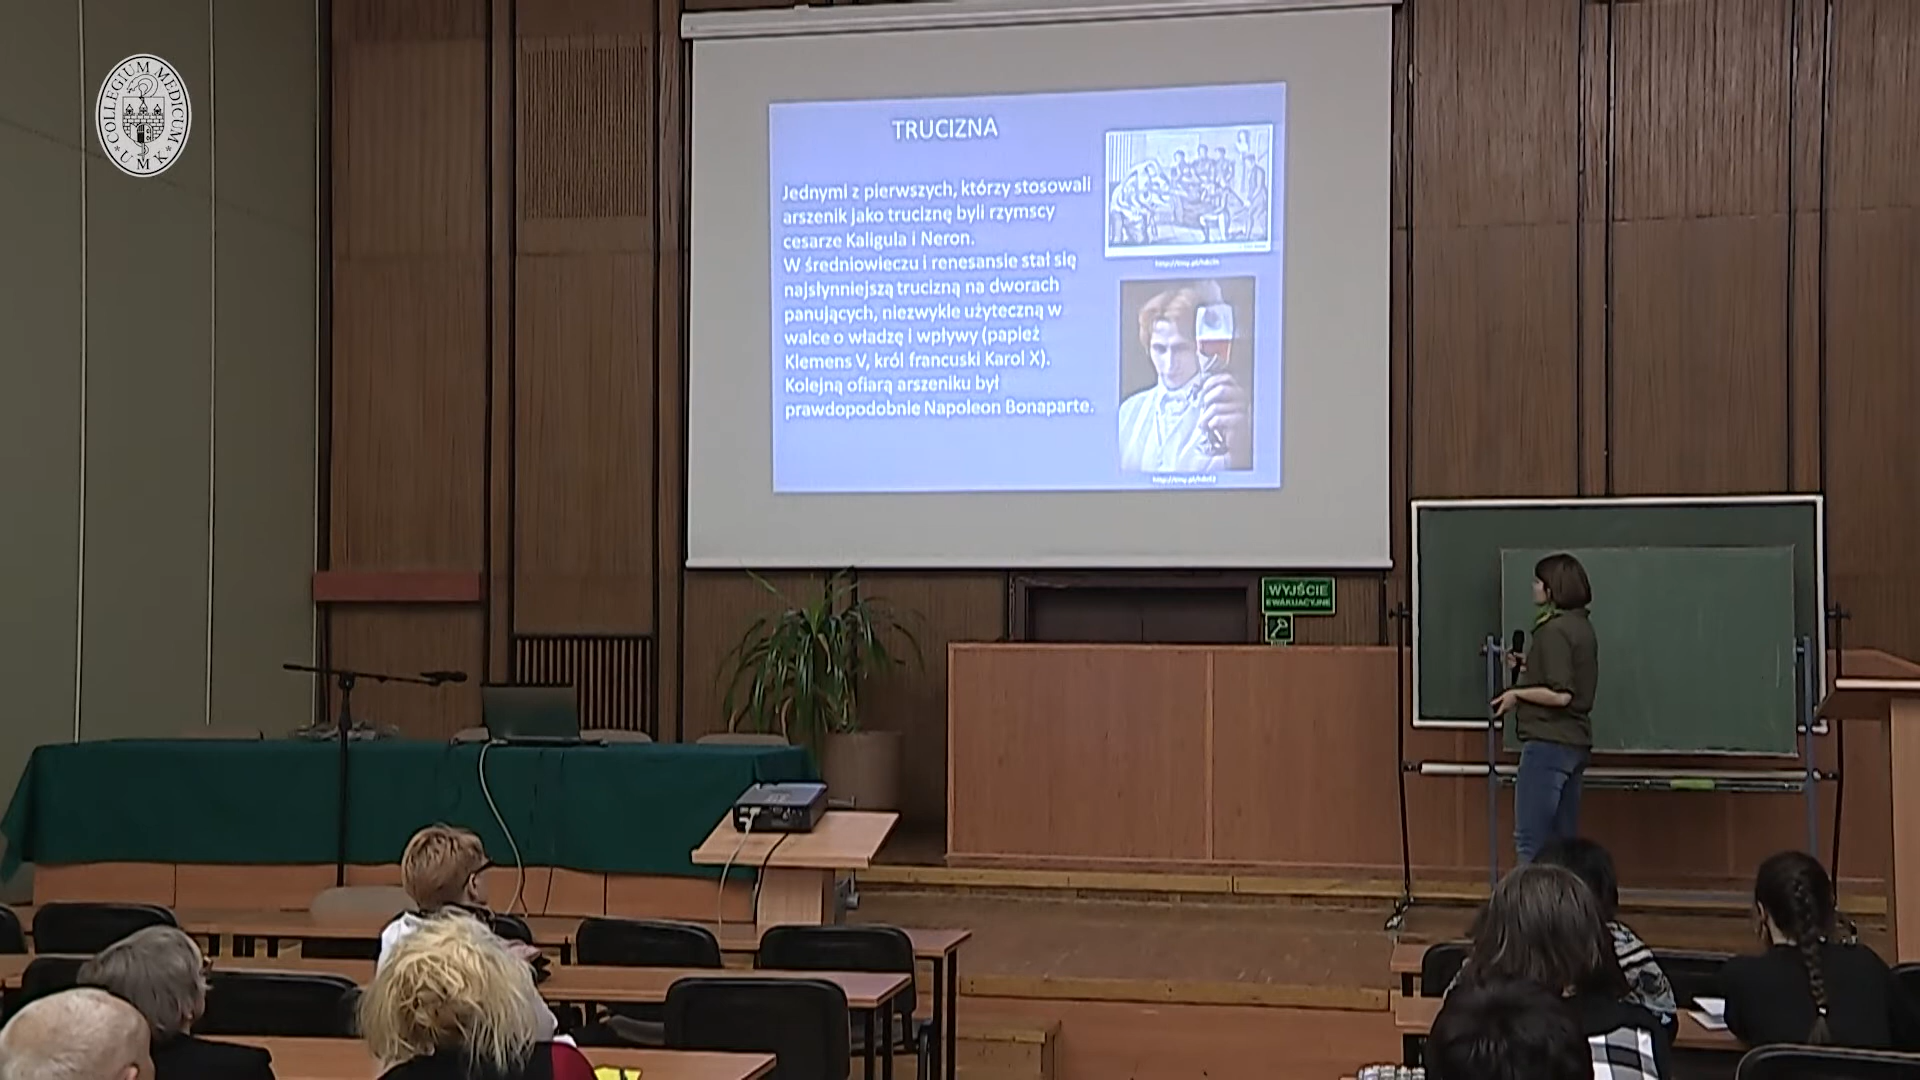 COLLEGIUM MEDICUM
UMK
TRUCIZNA
Jednymi z pierwszych, którzy stosowali
arszenik jako truciznę byli rzymscy
cesarze Kaligula i Neron.
W średniowieczu i renesansie stał się
najsłynniejszą trucizną na dworach
panujących, niezwykle użyteczną w
walce o władzę i wpływy (papież
Klemens V, król francuski Karol X).
Kolejną ofiarą arszeniku był
prawdopodobnie Napoleon Bonaparte.
WYJŚCIE
EWAKUACYJNE